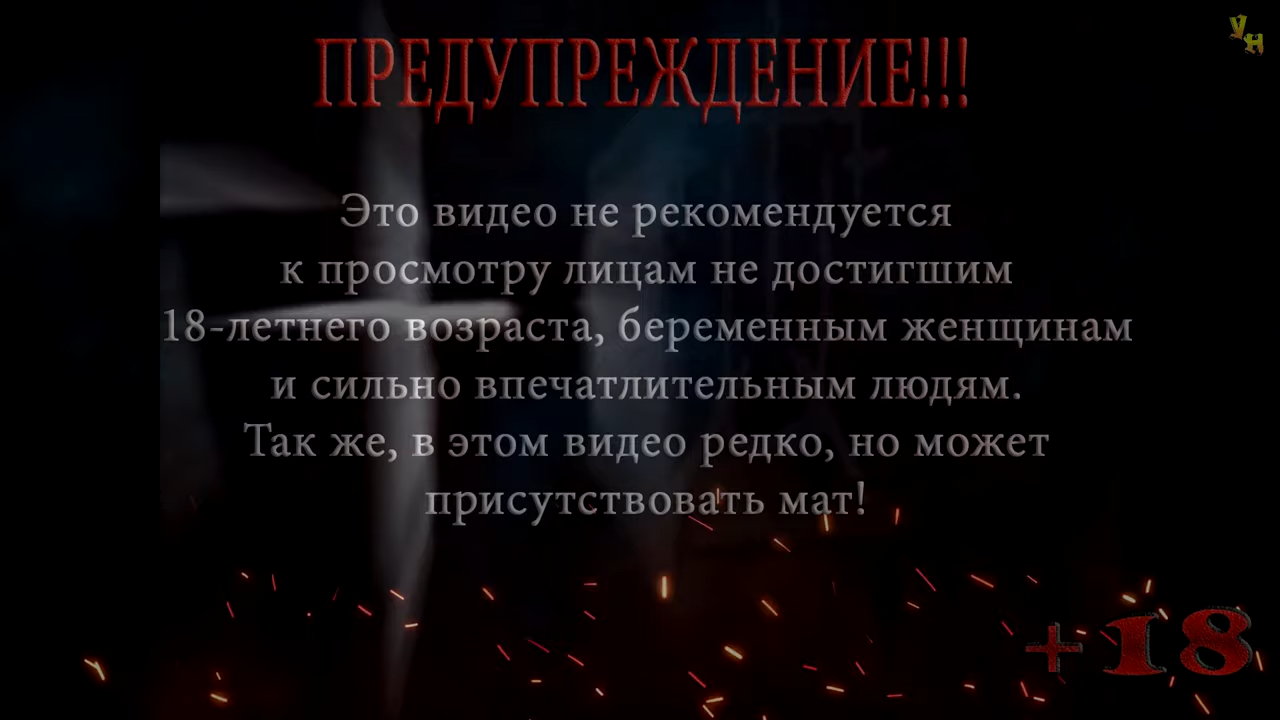 УН
ПРЕДУПРЕЖДЕНИЕ!!!
Это видео не рекомендуется
к просмотру лицам не достигшим
18-летнего возраста, беременным женщинам
и сильно впечатлительным людям.
Так же, в этом видео редко, но может
присутствовать мат!
+18